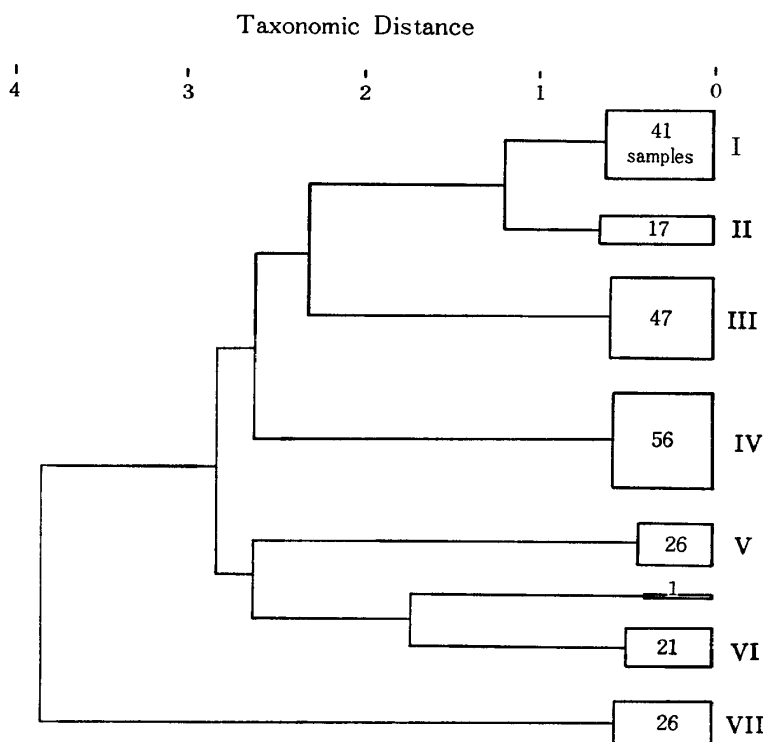 Taxonomic Distance
4 3 2 1 0
41 samples I
17 II
47 III
56 IV
26 V
1
21 VI
26 VII